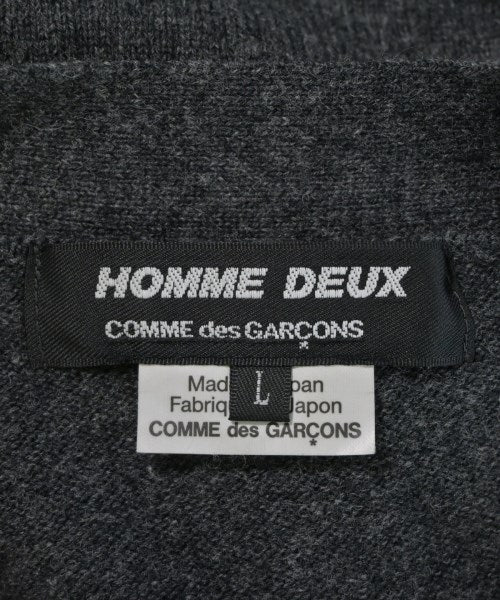 HOMME DEUX
COMME des GARÇONS
L
Mad pan
Fabriq Japon
COMME des GARÇONS